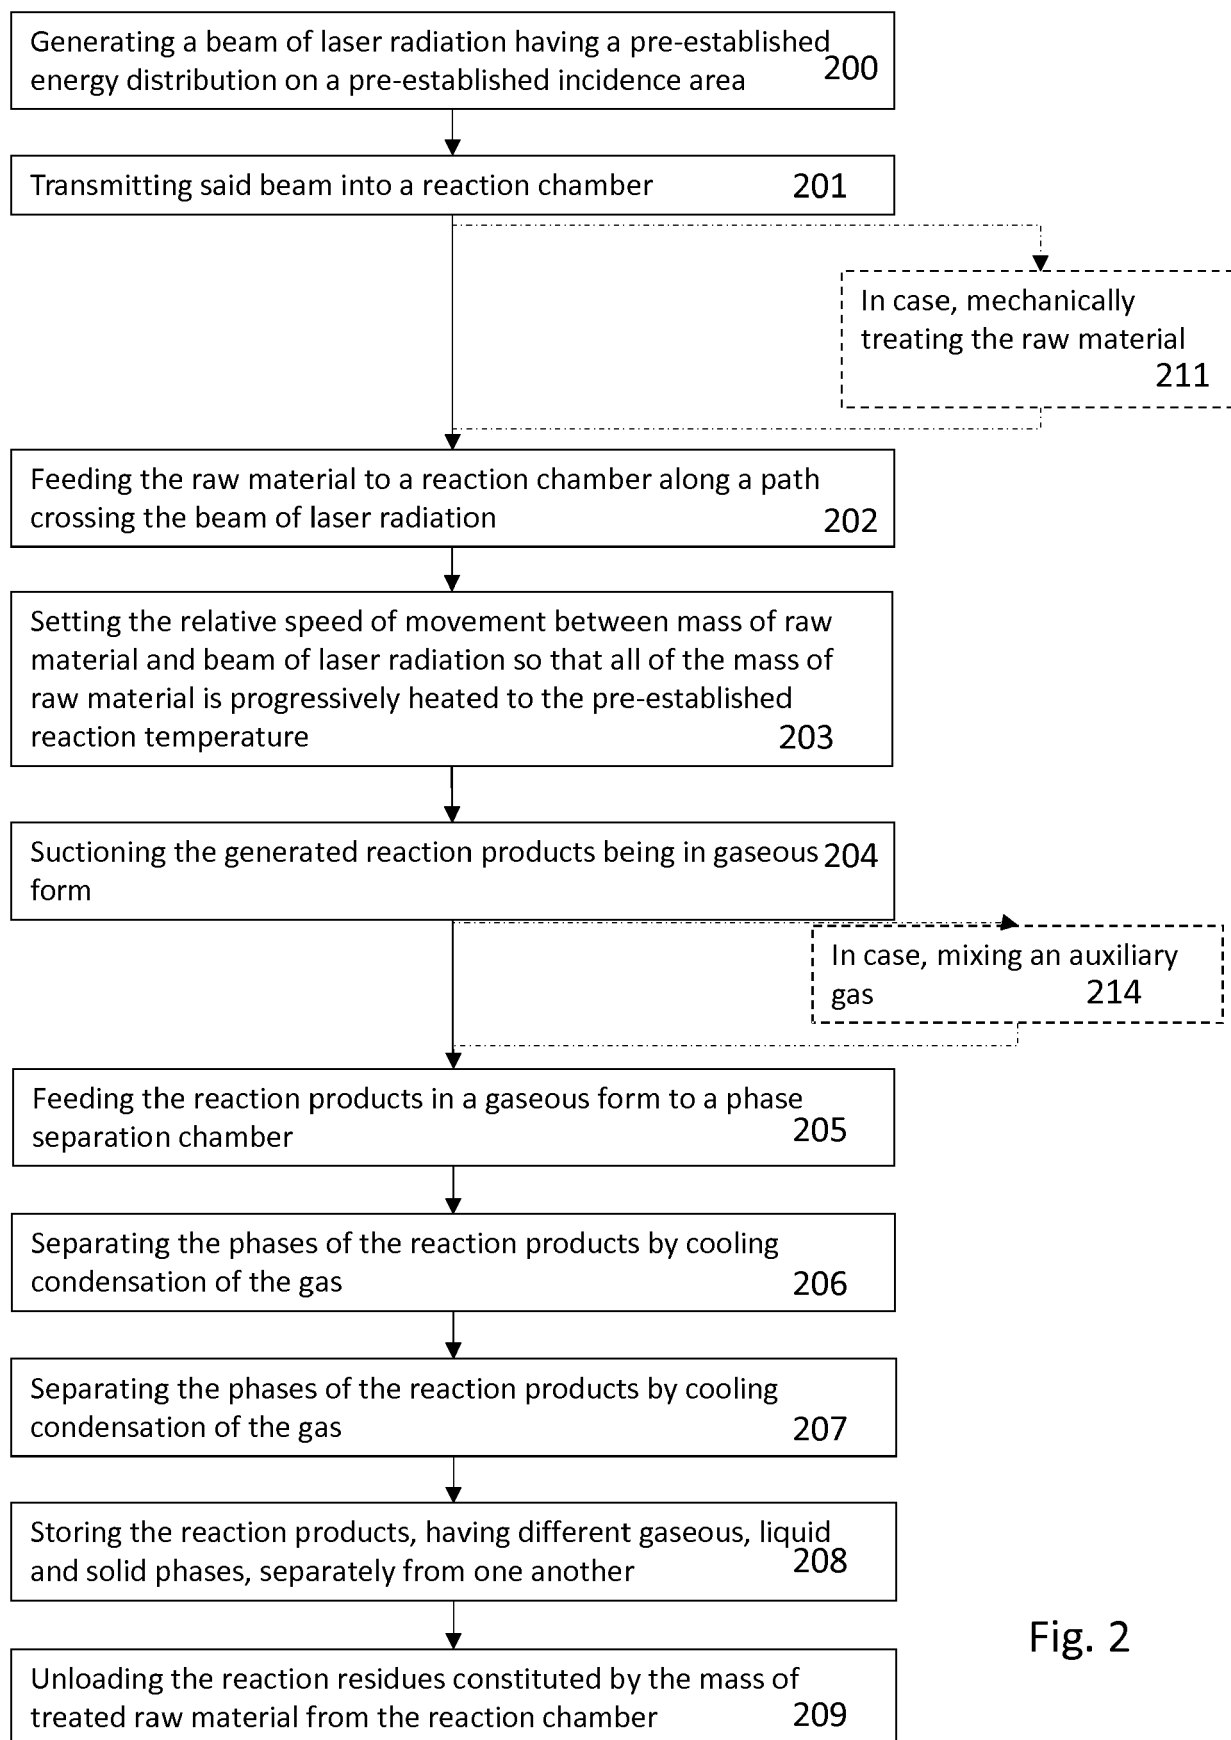 Generating a beam of laser radiation having a pre-established
energy distribution on a pre-established incidence area
200
Transmitting said beam into a reaction chamber
201
In case, mechanically
treating the raw material
211
Feeding the raw material to a reaction chamber along a path
crossing the beam of laser radiation
202
Setting the relative speed of movement between mass of raw
material and beam of laser radiation so that all of the mass of
raw material is progressively heated to the pre-established
reaction temperature
203
Suctioning the generated reaction products being in gaseous
form
204
In case, mixing an auxiliary
gas
214
Feeding the reaction products in a gaseous form to a phase
separation chamber
205
Separating the phases of the reaction products by cooling
condensation of the gas
206
Separating the phases of the reaction products by cooling
condensation of the gas
207
Storing the reaction products, having different gaseous, liquid
and solid phases, separately from one another
208
Unloading the reaction residues constituted by the mass of
treated raw material from the reaction chamber
209
Fig. 2